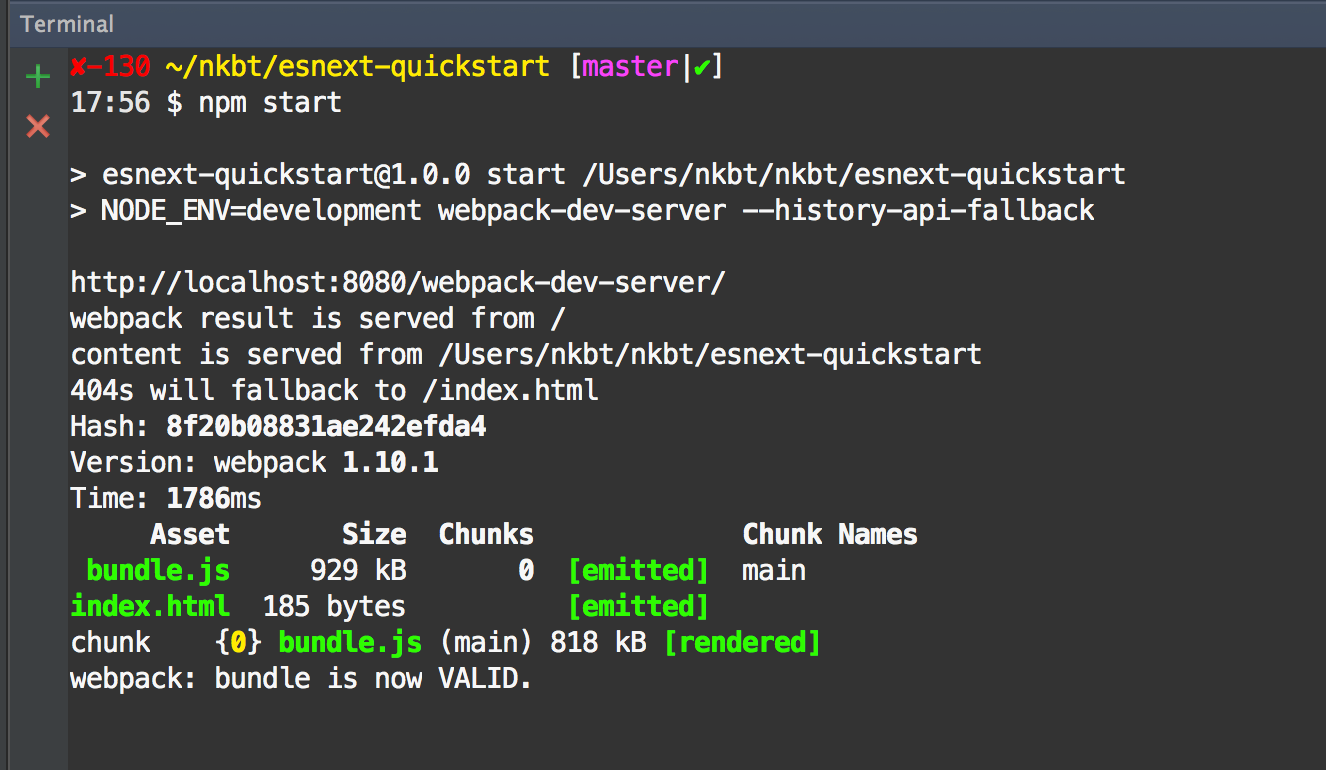 Terminal
✘-130 ~/nkbt/esnext-quickstart [master|✔]
17:56 $ npm start
> esnext-quickstart@1.0.0 start /Users/nkbt/nkbt/esnext-quickstart
> NODE_ENV=development webpack-dev-server --history-api-fallback
http://localhost:8080/webpack-dev-server/
webpack result is served from /
content is served from /Users/nkbt/nkbt/esnext-quickstart
404s will fallback to /index.html
Hash: 8f20b08831ae242efda4
Version: webpack 1.10.1
Time: 1786ms
Asset Size Chunks Chunk Names
bundle.js 929 kB 0 [emitted] main
index.html 185 bytes [emitted]
chunk {0} bundle.js (main) 818 kB [rendered]
webpack: bundle is now VALID.